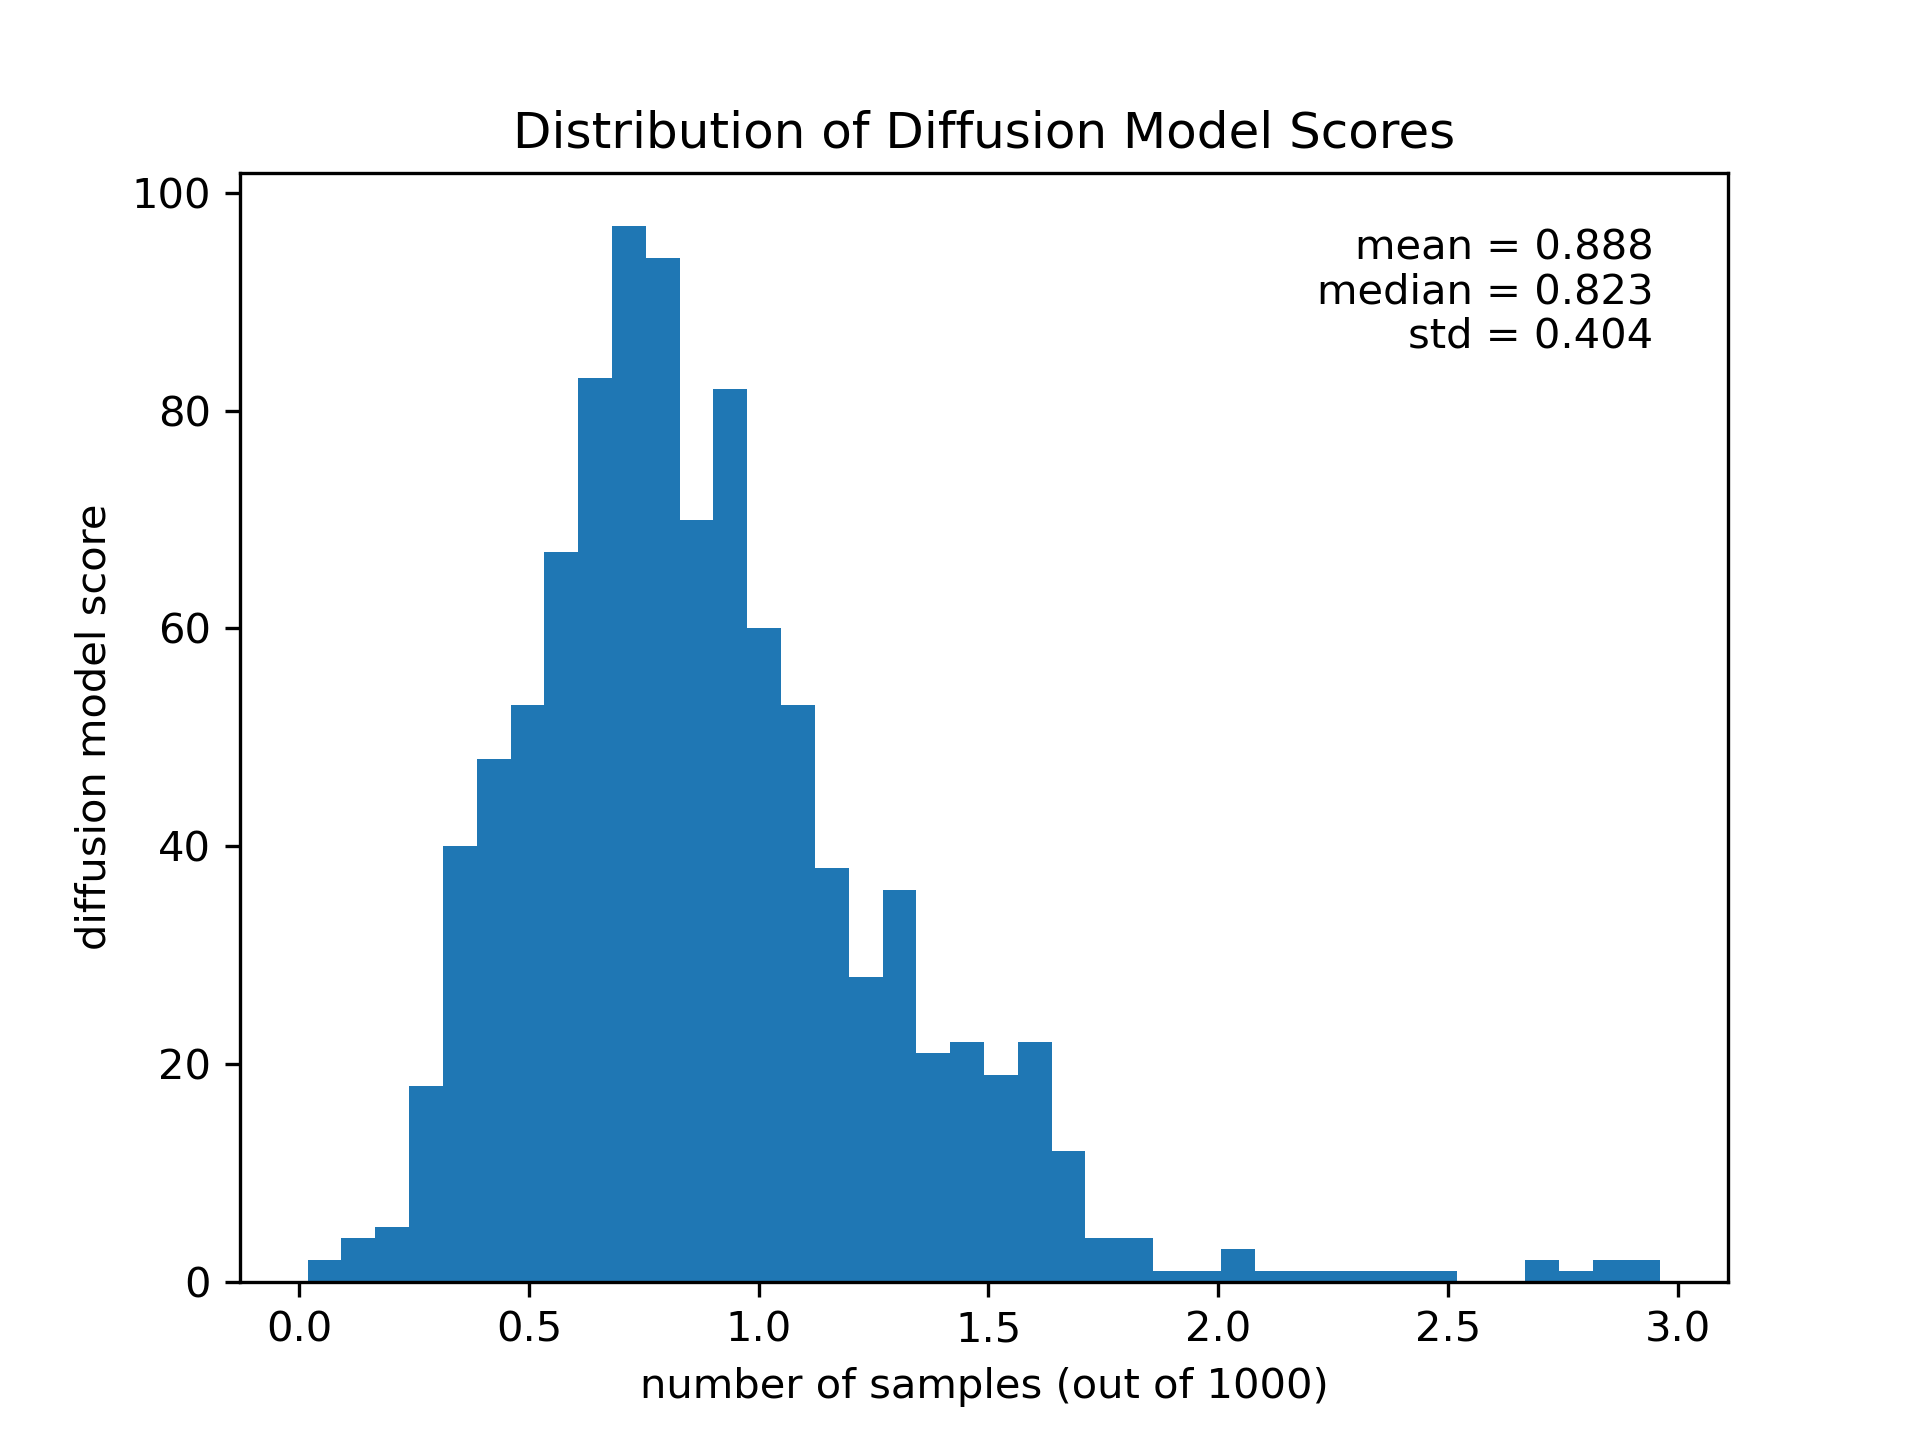 Distribution of Diffusion Model Scores
mean = 0.888
median = 0.823
std = 0.404
100
80
60
40
20
0
diffusion model score
0.0 0.5 1.0 1.5 2.0 2.5 3.0
number of samples (out of 1000)